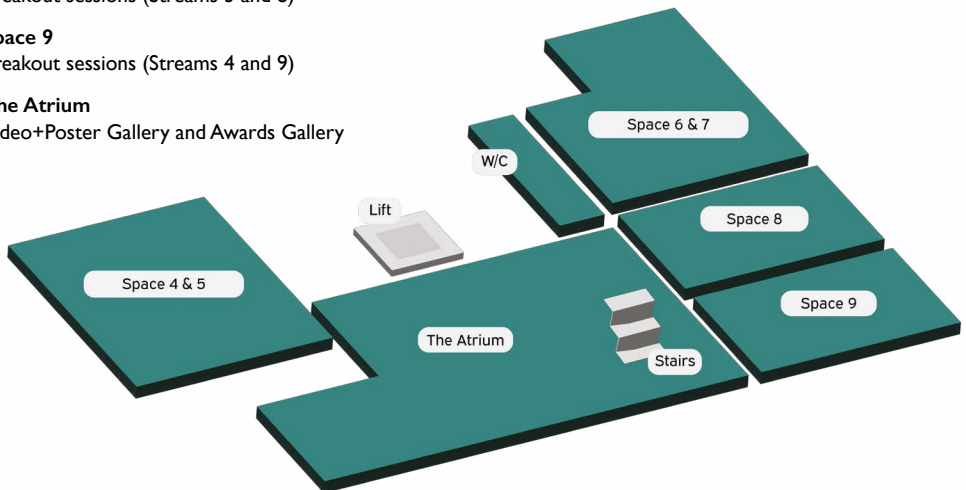 pace 9
reakout sessions (Streams 4 and 9)
he Atrium
deo+Poster Gallery and Awards Gallery
Space 6 & 7
W/C
Lift
Space 8
Space 4 & 5
Space 9
The Atrium
Stairs